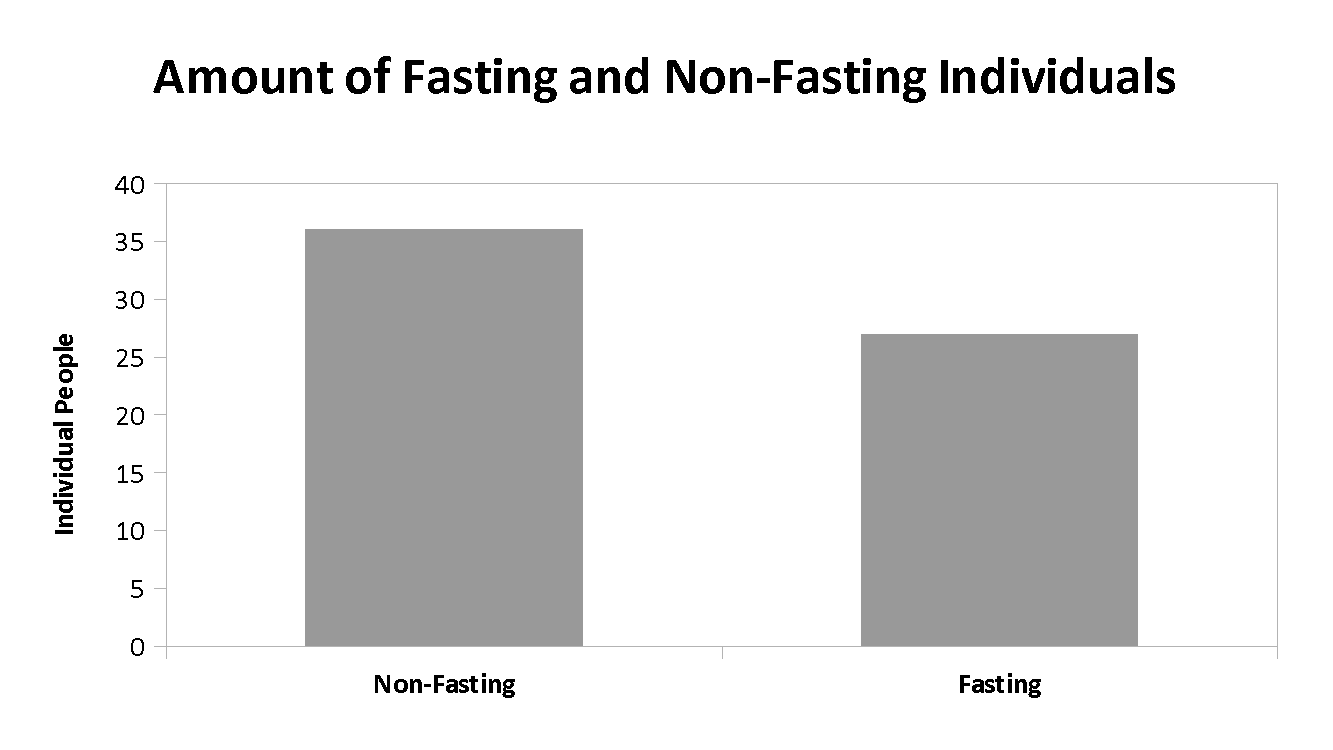 Amount of Fasting and Non-Fasting Individuals
40
35
30
25
20
15
10
5
0
Individual People
Non-Fasting
Fasting